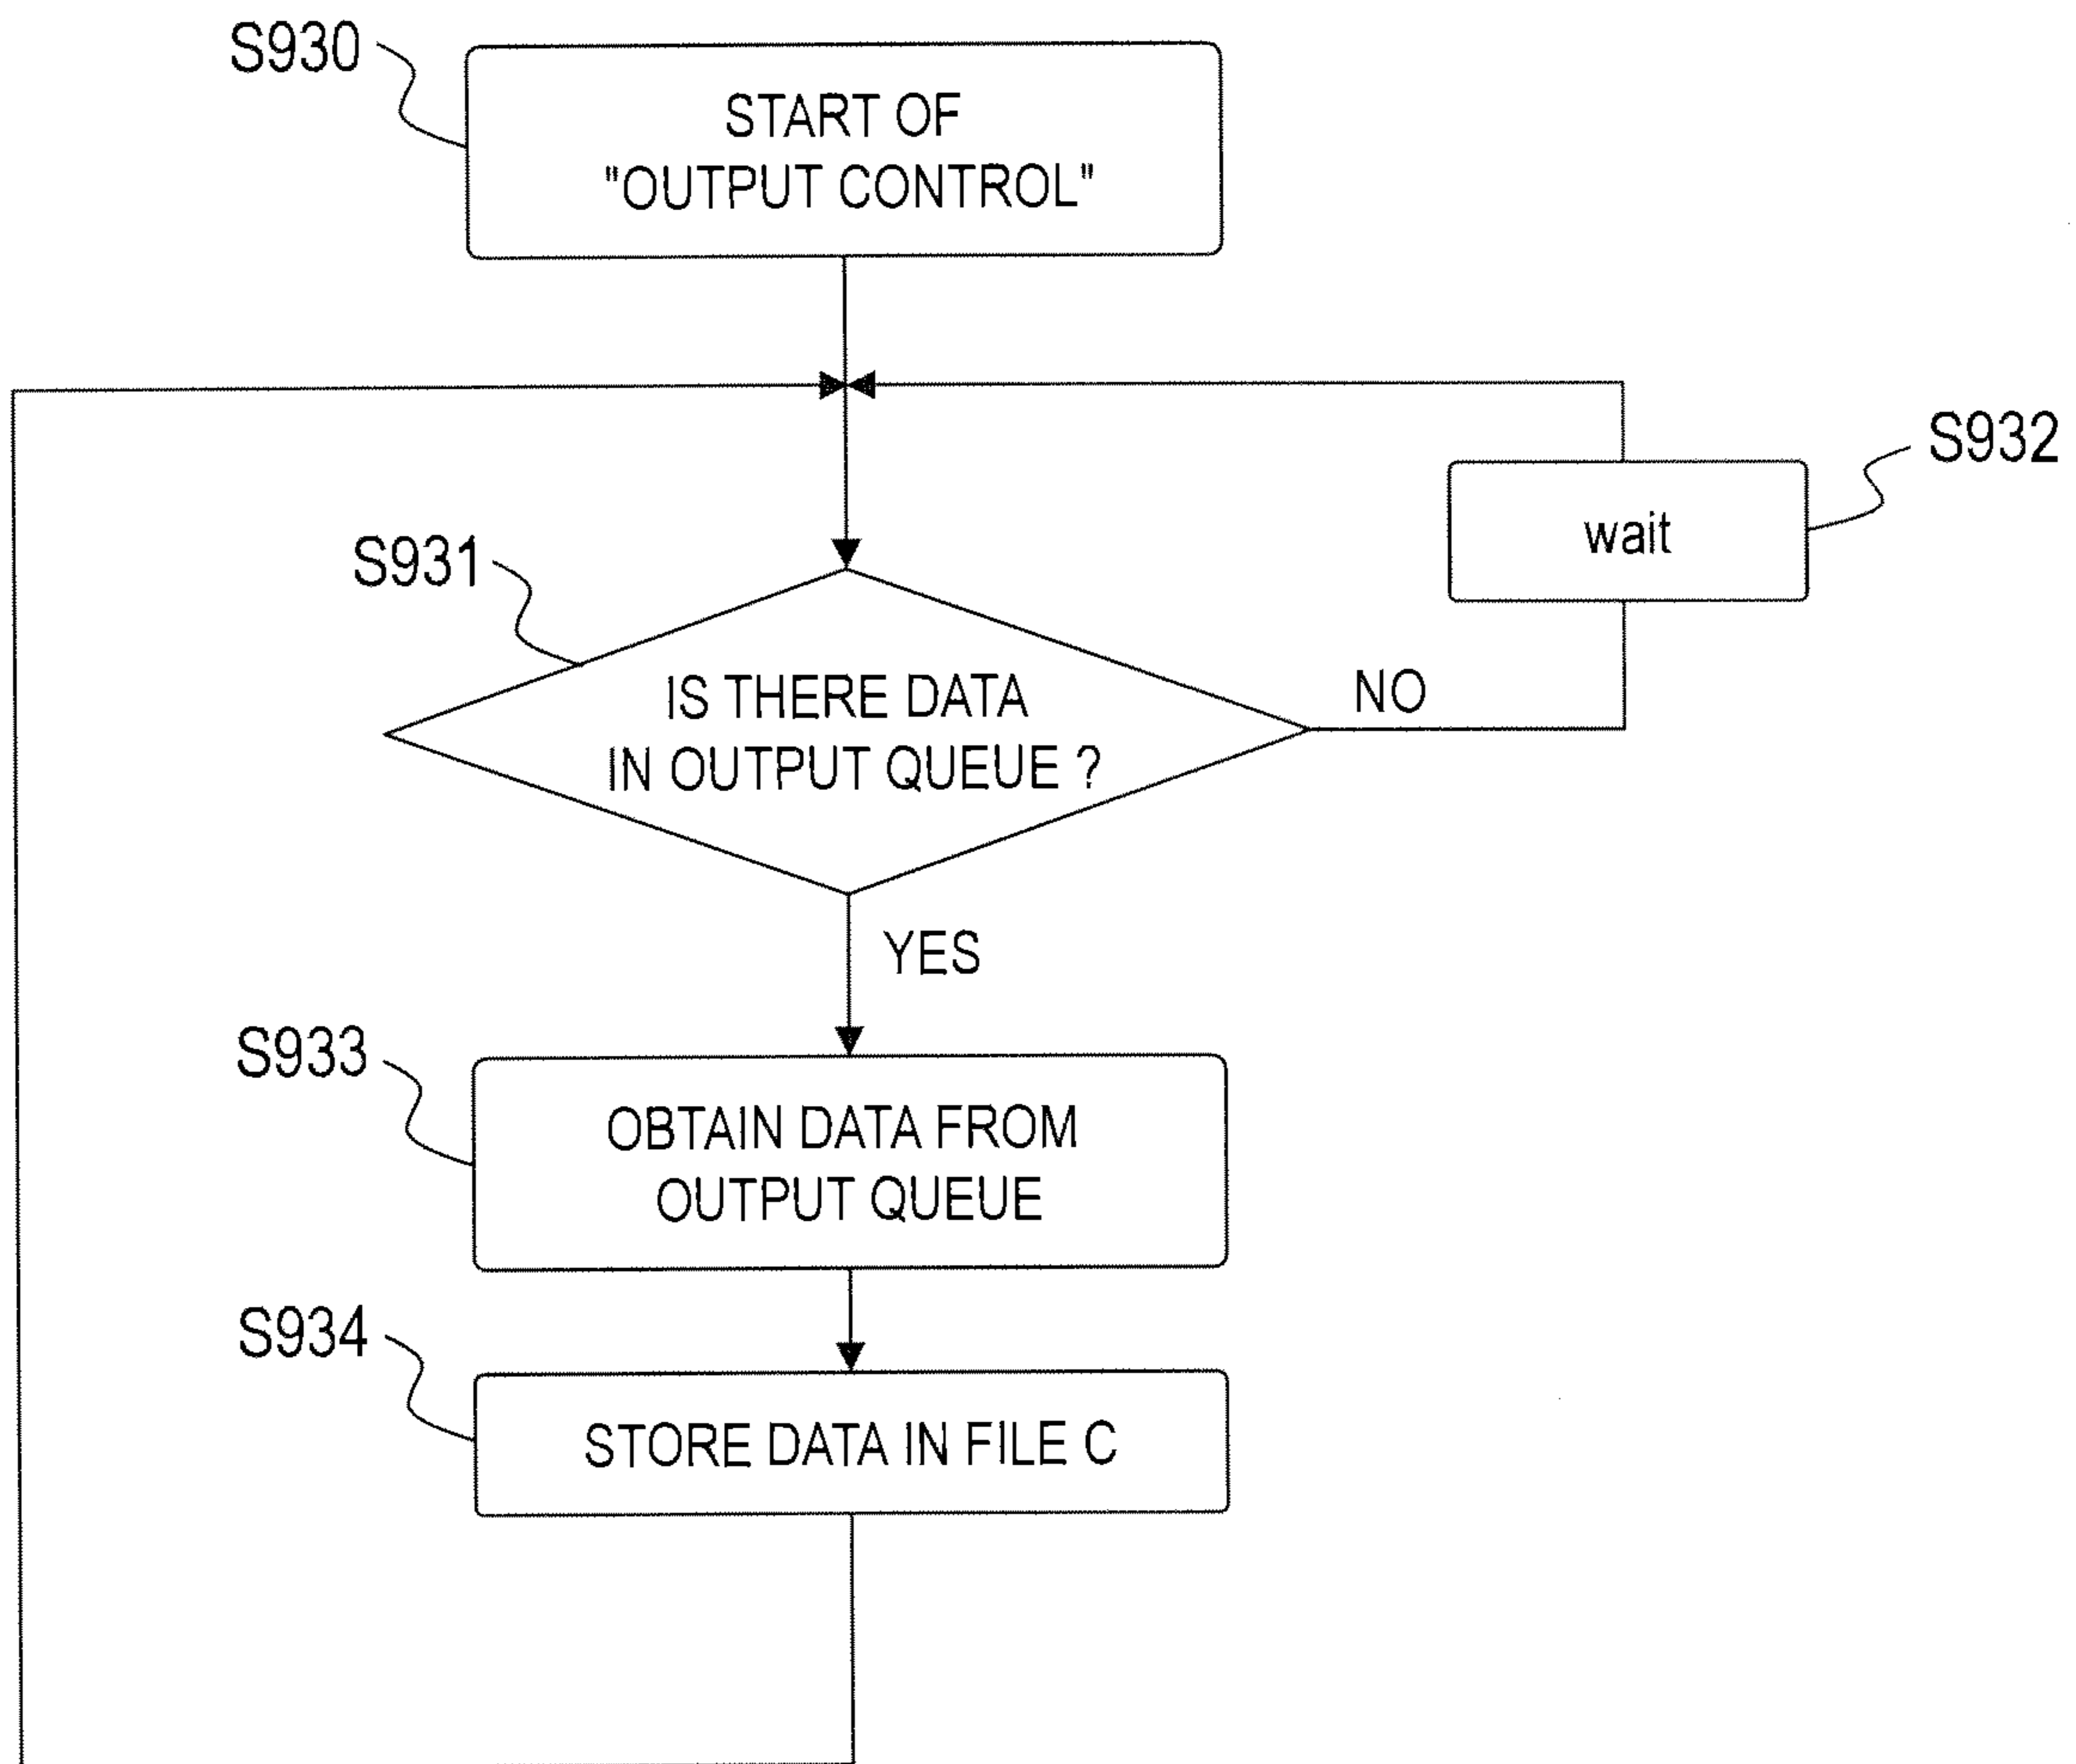 S930
START OF
"OUTPUT CONTROL"
S932
wait
S931
IS THERE DATA
IN OUTPUT QUEUE ?
NO
YES
S933
OBTAIN DATA FROM
OUTPUT QUEUE
S934
STORE DATA IN FILE C